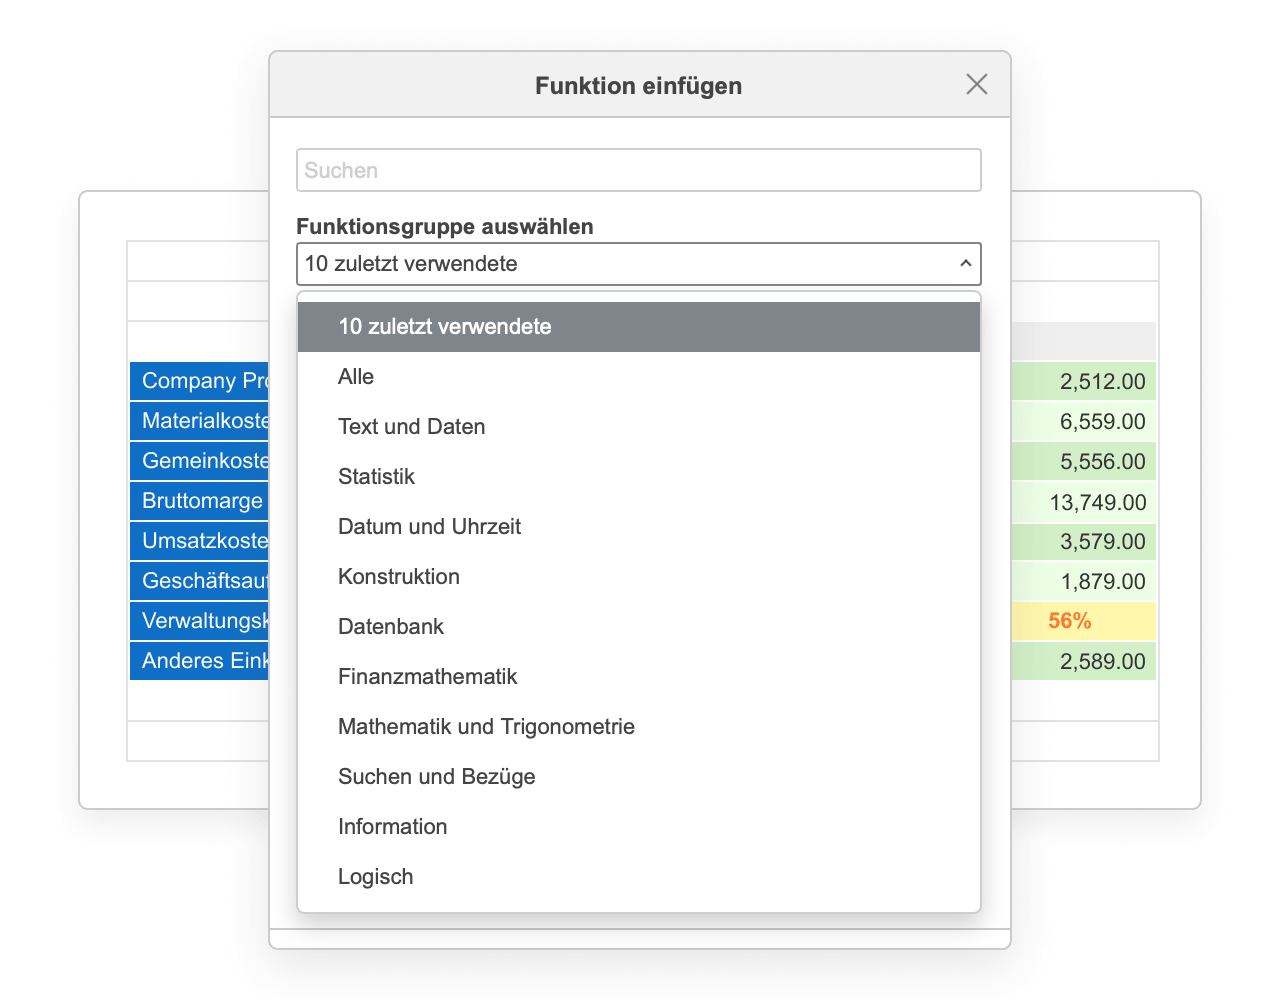 Funktion einfügen
Suchen
Funktionsgruppe auswählen
10 zuletzt verwendete
10 zuletzt verwendete
Alle
Text und Daten
Statistik
Datum und Uhrzeit
Konstruktion
Datenbank
Finanzmathematik
Mathematik und Trigonometrie
Suchen und Bezüge
Information
Logisch
Company Pro 2,512.00
Materialkoste 6,559.00
Gemeinkoste 5,556.00
Bruttomarge 13,749.00
Umsatzkoste 3,579.00
Geschäftsauf 1,879.00
Verwaltungsk 56%
Anderes Eink 2,589.00